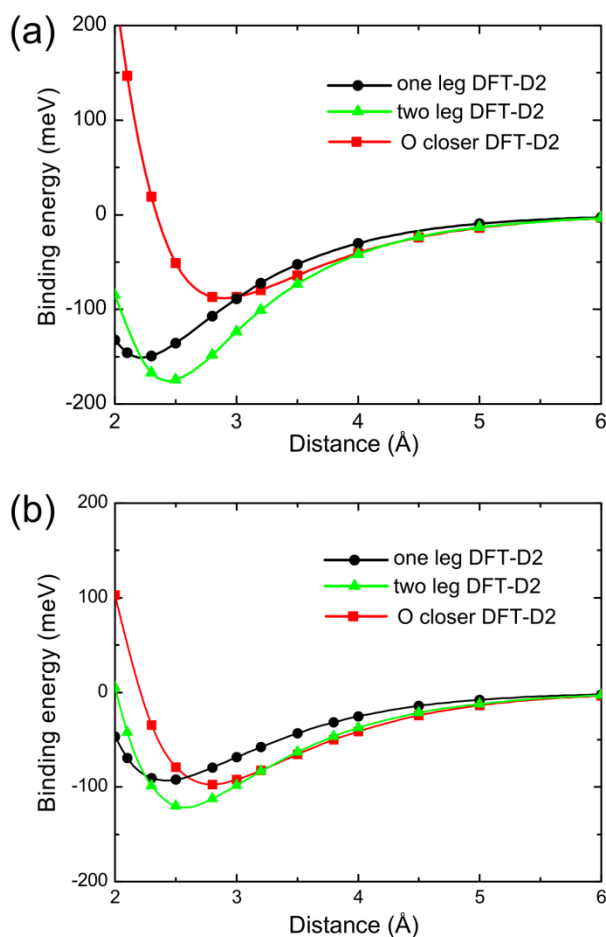 (a)
200
100
0
-100
-200
Binding energy (meV)
one leg DFT-D2
two leg DFT-D2
O closer DFT-D2
2 3 4 5 6
Distance (Å)
(b)
200
100
0
-100
-200
Binding energy (meV)
one leg DFT-D2
two leg DFT-D2
O closer DFT-D2
2 3 4 5 6
Distance (Å)